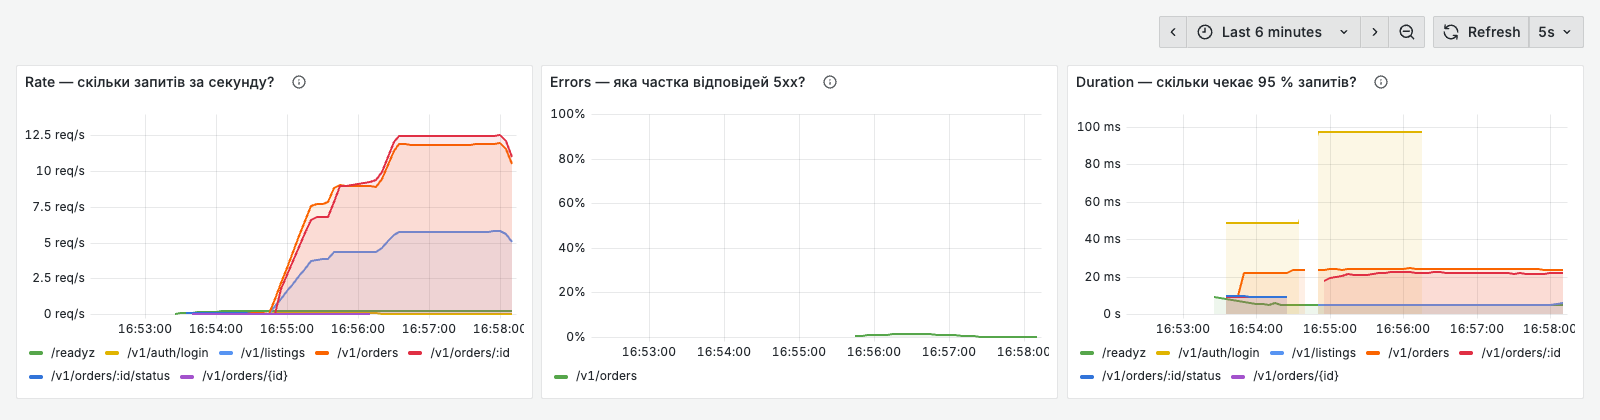 Last 6 minutes
Refresh
5s
Rate — скільки запитів за секунду?
12.5 req/s
10 req/s
7.5 req/s
5 req/s
2.5 req/s
0 req/s
16:53:00 16:54:00 16:55:00 16:56:00 16:57:00 16:58:00
/readyz /v1/auth/login /v1/listings /v1/orders /v1/orders/:id
/v1/orders/:id/status /v1/orders/{id}
Errors — яка частка відповідей 5xx?
100%
80%
60%
40%
20%
0%
16:53:00 16:54:00 16:55:00 16:56:00 16:57:00 16:58:00
/v1/orders
Duration — скільки чекає 95 % запитів?
100 ms
80 ms
60 ms
40 ms
20 ms
0 s
16:53:00 16:54:00 16:55:00 16:56:00 16:57:00 16:58:00
/readyz /v1/auth/login /v1/listings /v1/orders /v1/orders/:id
/v1/orders/:id/status /v1/orders/{id}